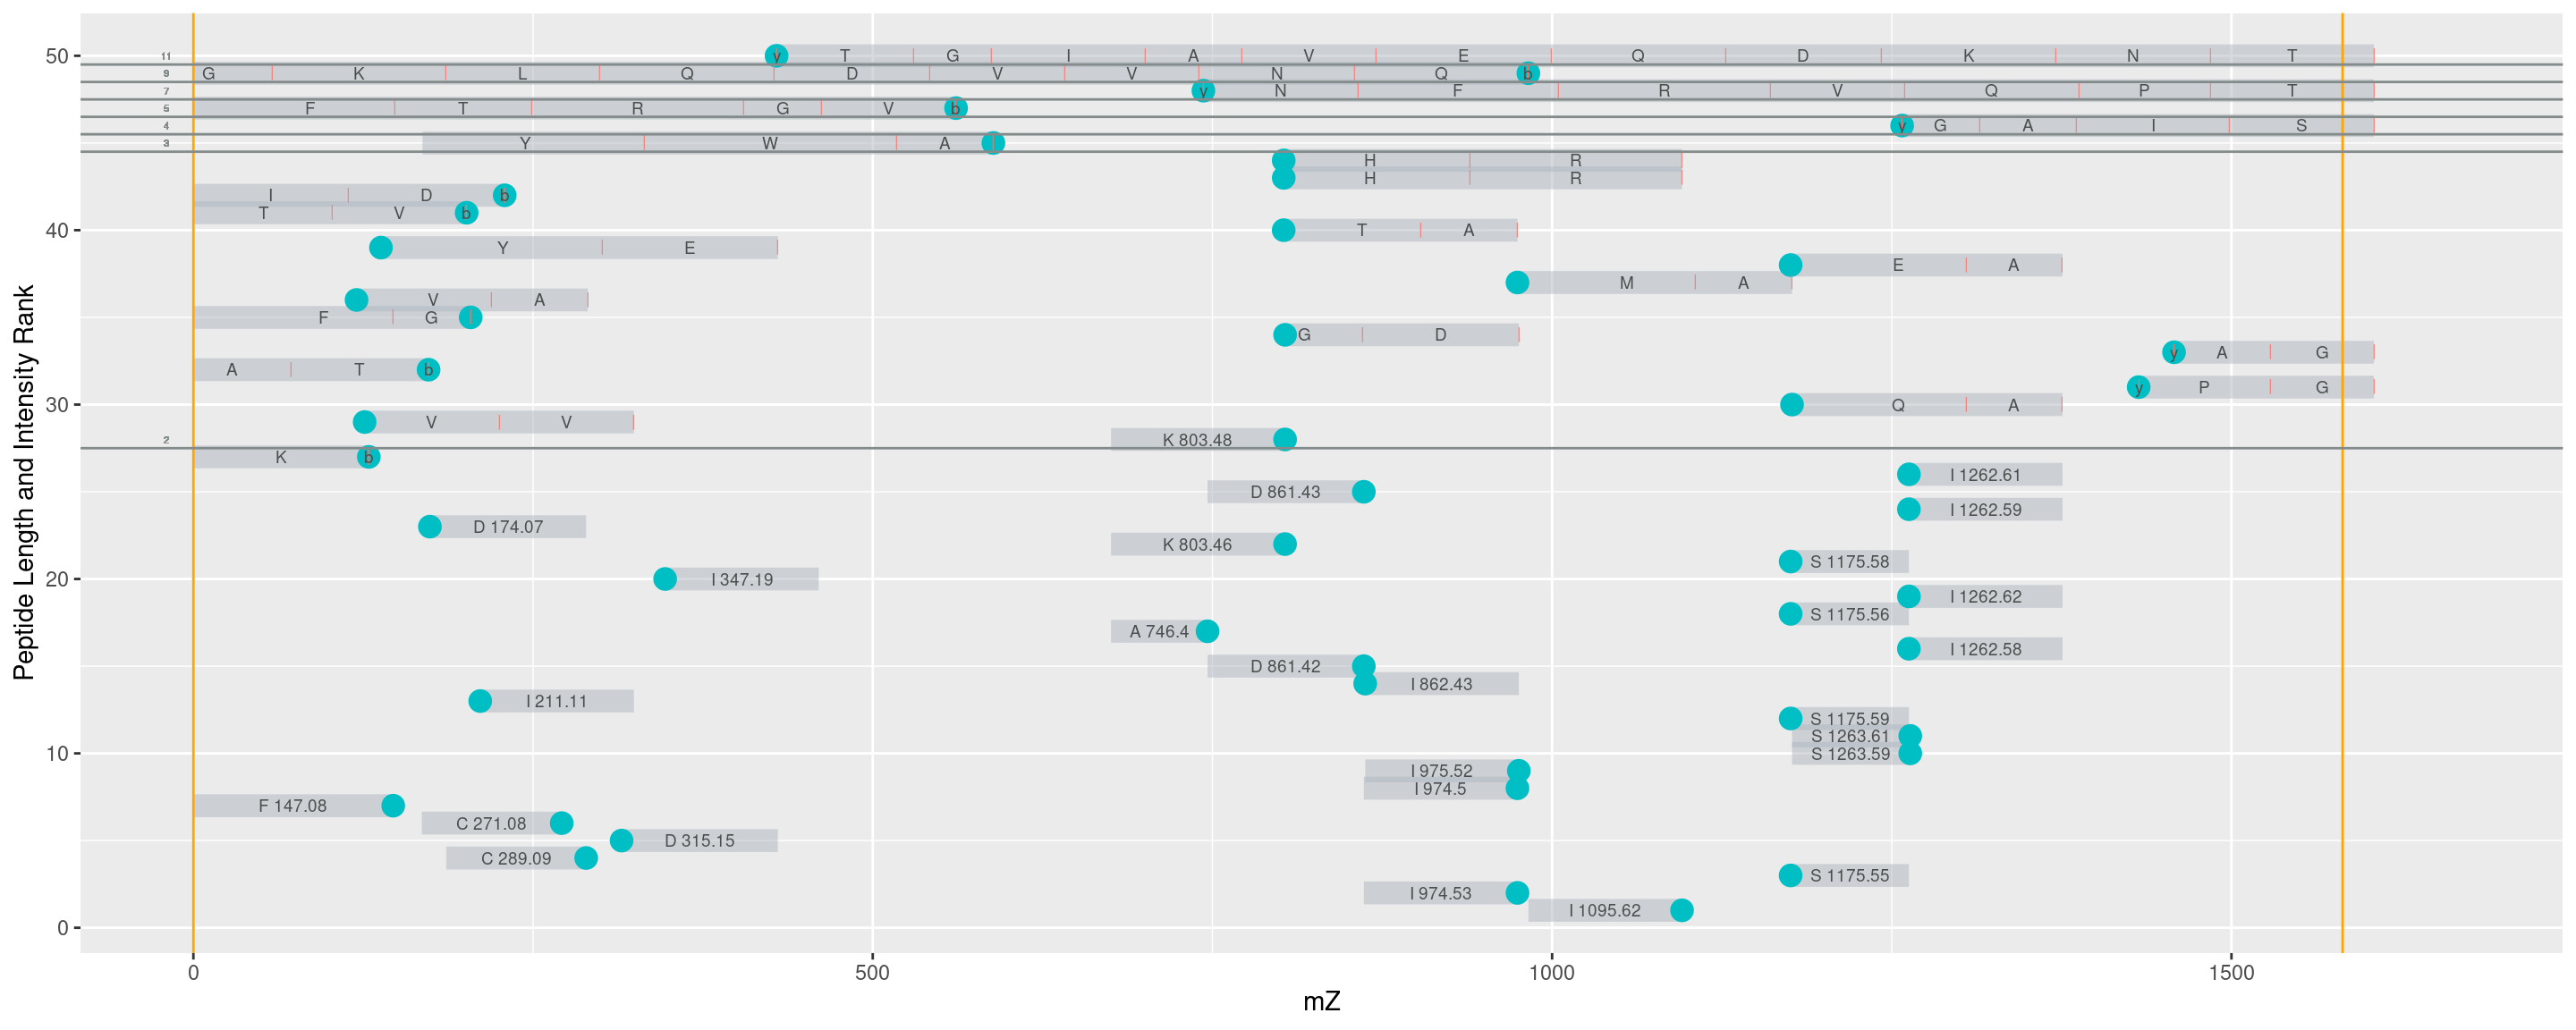 50
11
y T G I A V E Q D K N T
9
G K L Q D V V N Q b
7
y N F R V Q P T
5
F T R G V b
4
y G A I S
3
Y W A
H R
H R
I D b
T V b
40
T A
Y E
E A
M A
V A
F G
G D
y A G
A T b
y P G
30
Q A
V V
2
K 803.48
K b
I 1262.61
D 861.43
I 1262.59
D 174.07
K 803.46
S 1175.58
20
I 347.19
I 1262.62
S 1175.56
A 746.4
I 1262.58
D 861.42
I 862.43
I 211.11
S 1175.59
S 1263.61
10
S 1263.59
I 975.52
I 974.5
F 147.08
C 271.08
D 315.15
C 289.09
S 1175.55
I 974.53
I 1095.62
0
0 500 1000 1500
mZ
Peptide Length and Intensity Rank